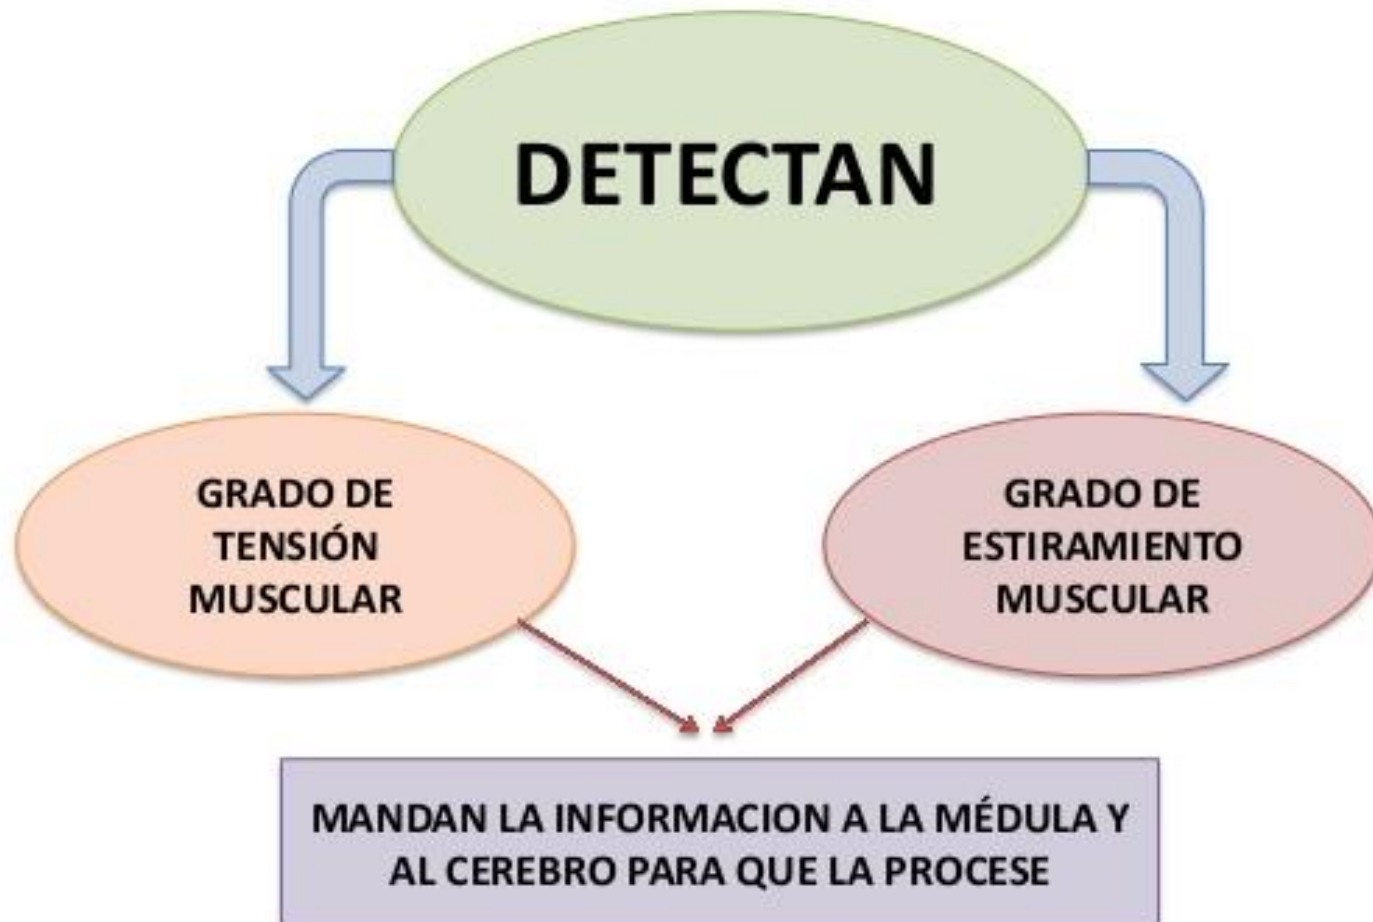 DETECTAN
GRADO DE
TENSIÓN
MUSCULAR
GRADO DE
ESTIRAMIENTO
MUSCULAR
MANDAN LA INFORMACION A LA MÉDULA Y
AL CEREBRO PARA QUE LA PROCESE